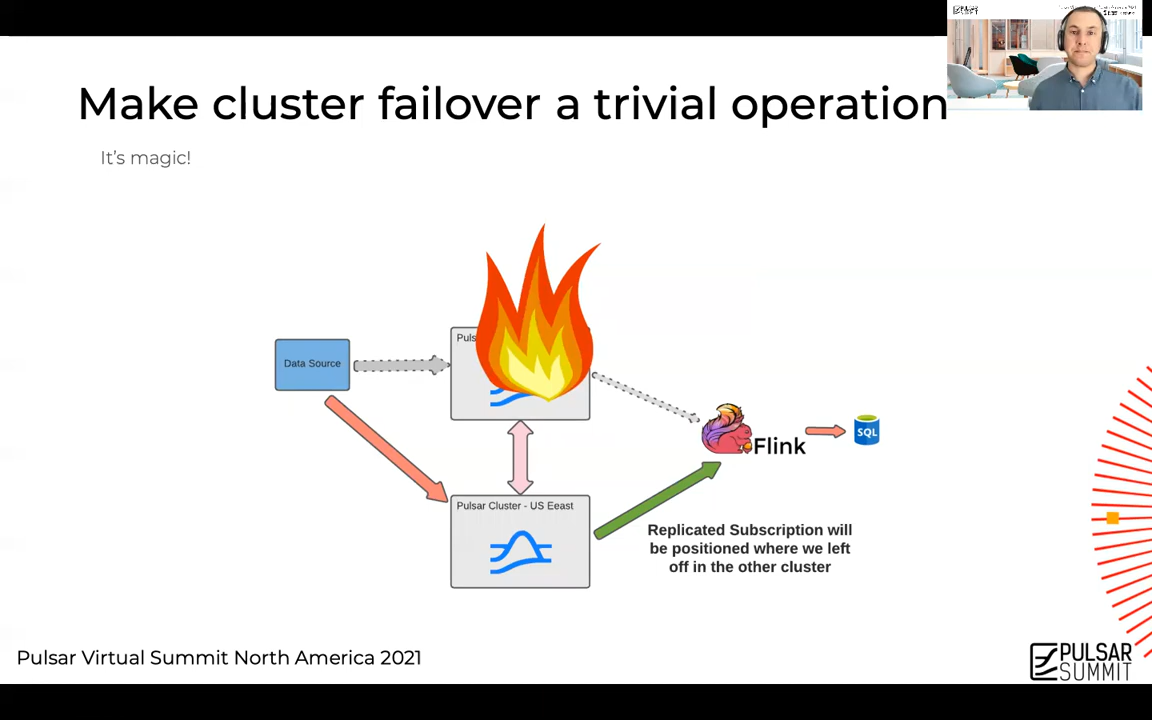 Make cluster failover a trivial operation
It's magic!
Puls
Data Source
Flink
SQL
Pulsar Cluster - US Eeast
Replicated Subscription will
be positioned where we left
off in the other cluster
Pulsar Virtual Summit North America 2021
PULSAR
SUMMIT